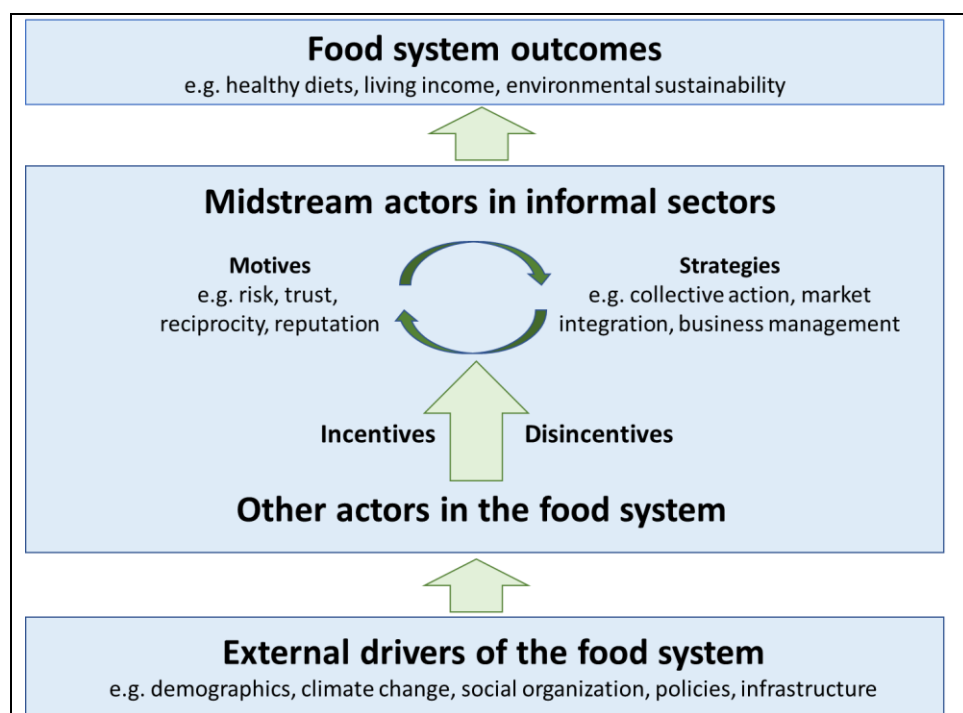 Food system outcomes
e.g. healthy diets, living income, environmental sustainability
Midstream actors in informal sectors
Motives
e.g. risk, trust,
reciprocity, reputation
Strategies
e.g. collective action, market
integration, business management
Incentives
Disincentives
Other actors in the food system
External drivers of the food system
e.g. demographics, climate change, social organization, policies, infrastructure